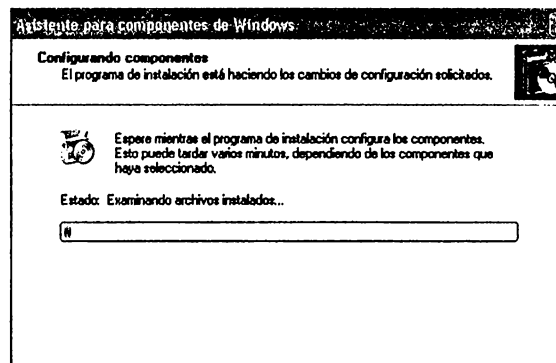 Asistente para componentes de Windows
Configurando componentes
El programa de instalación está haciendo los cambios de configuración solicitados.
Espere mientras el programa de instalación configura los componentes.
Esto puede tardar varios minutos, dependiendo de los componentes que
haya seleccionado.
Estado: Examinando archivos instalados...